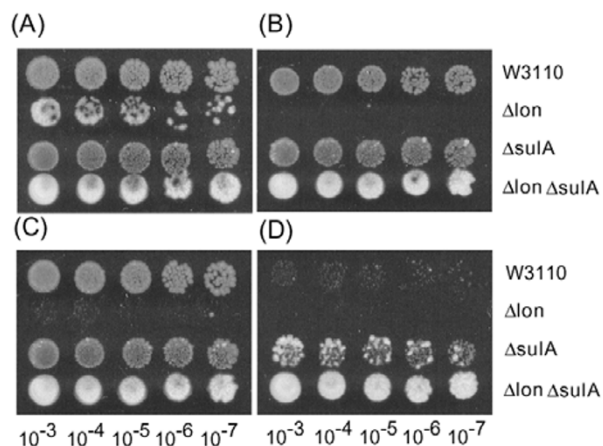 (A) (B)
W3110
Δlon
ΔsulA
Δlon ΔsulA
(C) (D)
W3110
Δlon
ΔsulA
Δlon ΔsulA
10-3 10-4 10-5 10-6 10-7 10-3 10-4 10-5 10-6 10-7